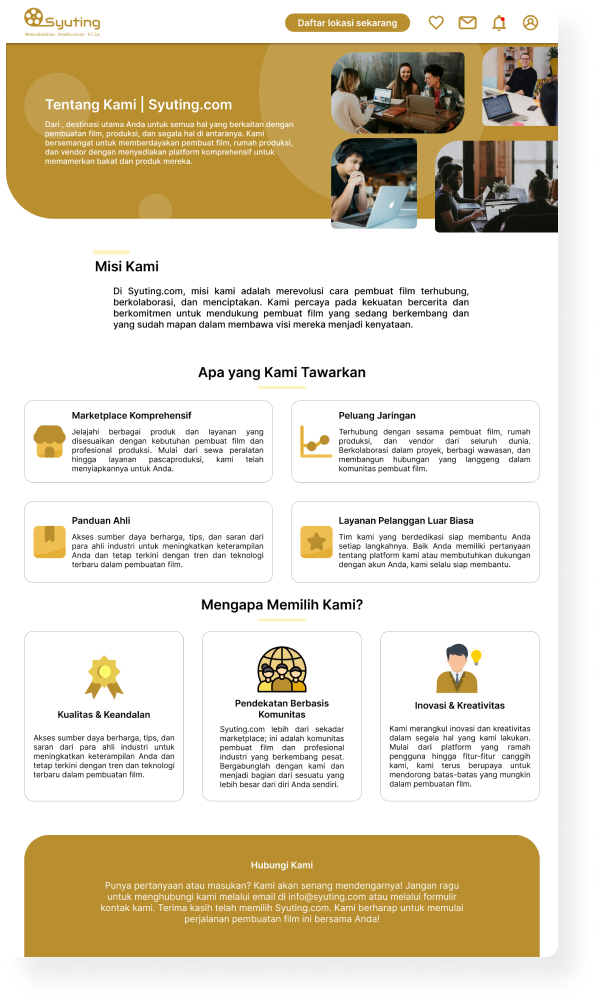 Syuting
Memudahkan Pembuatan Film
Daftar lokasi sekarang
Tentang Kami | Syuting.com
Dari , destinasi utama Anda untuk semua hal yang berkaitan dengan
pembuatan film, produksi, dan segala hal di antaranya. Kami
bersemangat untuk memberdayakan pembuat film, rumah produksi,
dan vendor dengan menyediakan platform komprehensif untuk
memamerkan bakat dan produk mereka.
Misi Kami
Di Syuting.com, misi kami adalah merevolusi cara pembuat film terhubung,
berkolaborasi, dan menciptakan. Kami percaya pada kekuatan bercerita dan
berkomitmen untuk mendukung pembuat film yang sedang berkembang dan
yang sudah mapan dalam membawa visi mereka menjadi kenyataan.
Apa yang Kami Tawarkan
Marketplace Komprehensif
Jelajahi berbagai produk dan layanan yang
disesuaikan dengan kebutuhan pembuat film dan
profesional produksi. Mulai dari sewa peralatan
hingga layanan pascaproduksi, kami telah
menyiapkannya untuk Anda.
Peluang Jaringan
Terhubung dengan sesama pembuat film, rumah
produksi, dan vendor dari seluruh dunia.
Berkolaborasi dalam proyek, berbagi wawasan, dan
membangun hubungan yang langgeng dalam
komunitas pembuat film.
Panduan Ahli
Akses sumber daya berharga, tips, dan saran dari
para ahli industri untuk meningkatkan keterampilan
Anda dan tetap terkini dengan tren dan teknologi
terbaru dalam pembuatan film.
Layanan Pelanggan Luar Biasa
Tim kami yang berdedikasi siap membantu Anda
setiap langkahnya. Baik Anda memiliki pertanyaan
tentang platform kami atau membutuhkan dukungan
dengan akun Anda, kami selalu siap membantu.
Mengapa Memilih Kami?
Kualitas & Keandalan
Akses sumber daya berharga, tips, dan
saran dari para ahli industri untuk
meningkatkan keterampilan Anda dan
tetap terkini dengan tren dan teknologi
terbaru dalam pembuatan film.
Pendekatan Berbasis
Komunitas
Syuting.com lebih dari sekadar
marketplace; ini adalah komunitas
pembuat film dan profesional
industri yang berkembang pesat.
Bergabunglah dengan kami dan
menjadi bagian dari sesuatu yang
lebih besar dari diri Anda sendiri.
Inovasi & Kreativitas
Kami merangkul inovasi dan kreativitas
dalam segala hal yang kami lakukan.
Mulai dari platform yang ramah
pengguna hingga fitur-fitur canggih
kami, kami terus berupaya untuk
mendorong batas-batas yang mungkin
dalam pembuatan film.
Hubungi Kami
Punya pertanyaan atau masukan? Kami akan senang mendengarnya! Jangan ragu
untuk menghubungi kami melalui email di info@syuting.com atau melalui formulir
kontak kami. Terima kasih telah memilih Syuting.com. Kami berharap untuk memulai
perjalanan pembuatan film ini bersama Anda!